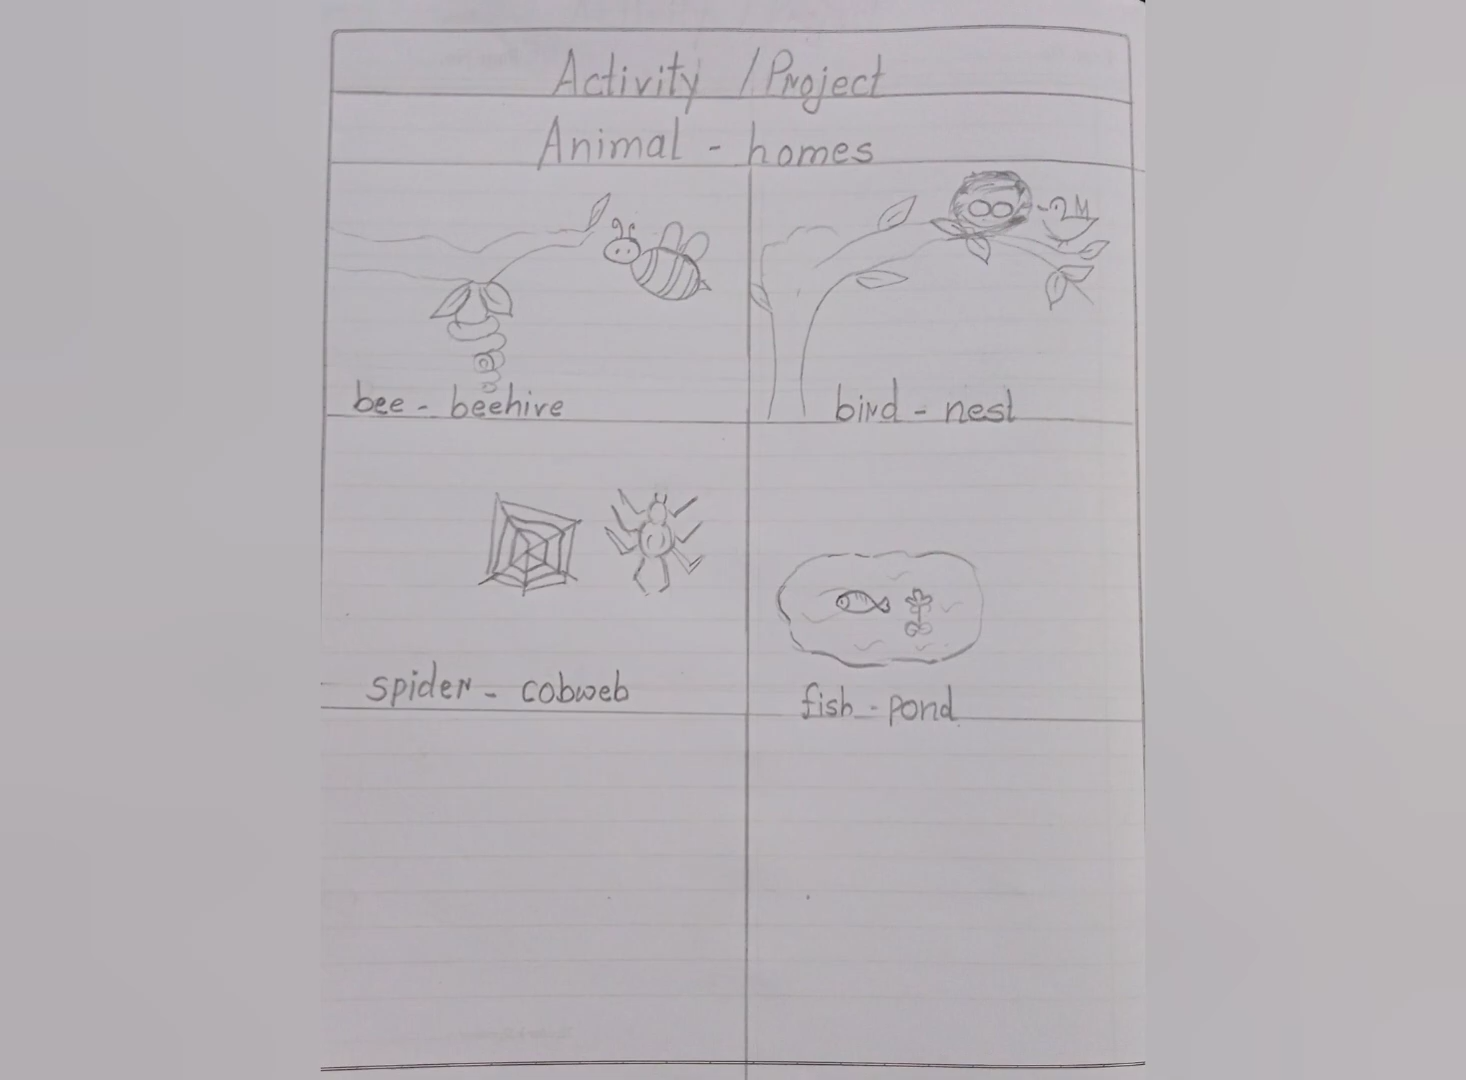 Activity / Project
Animal - homes
bee - beehive
bird - nest
spider - cobweb
fish - pond